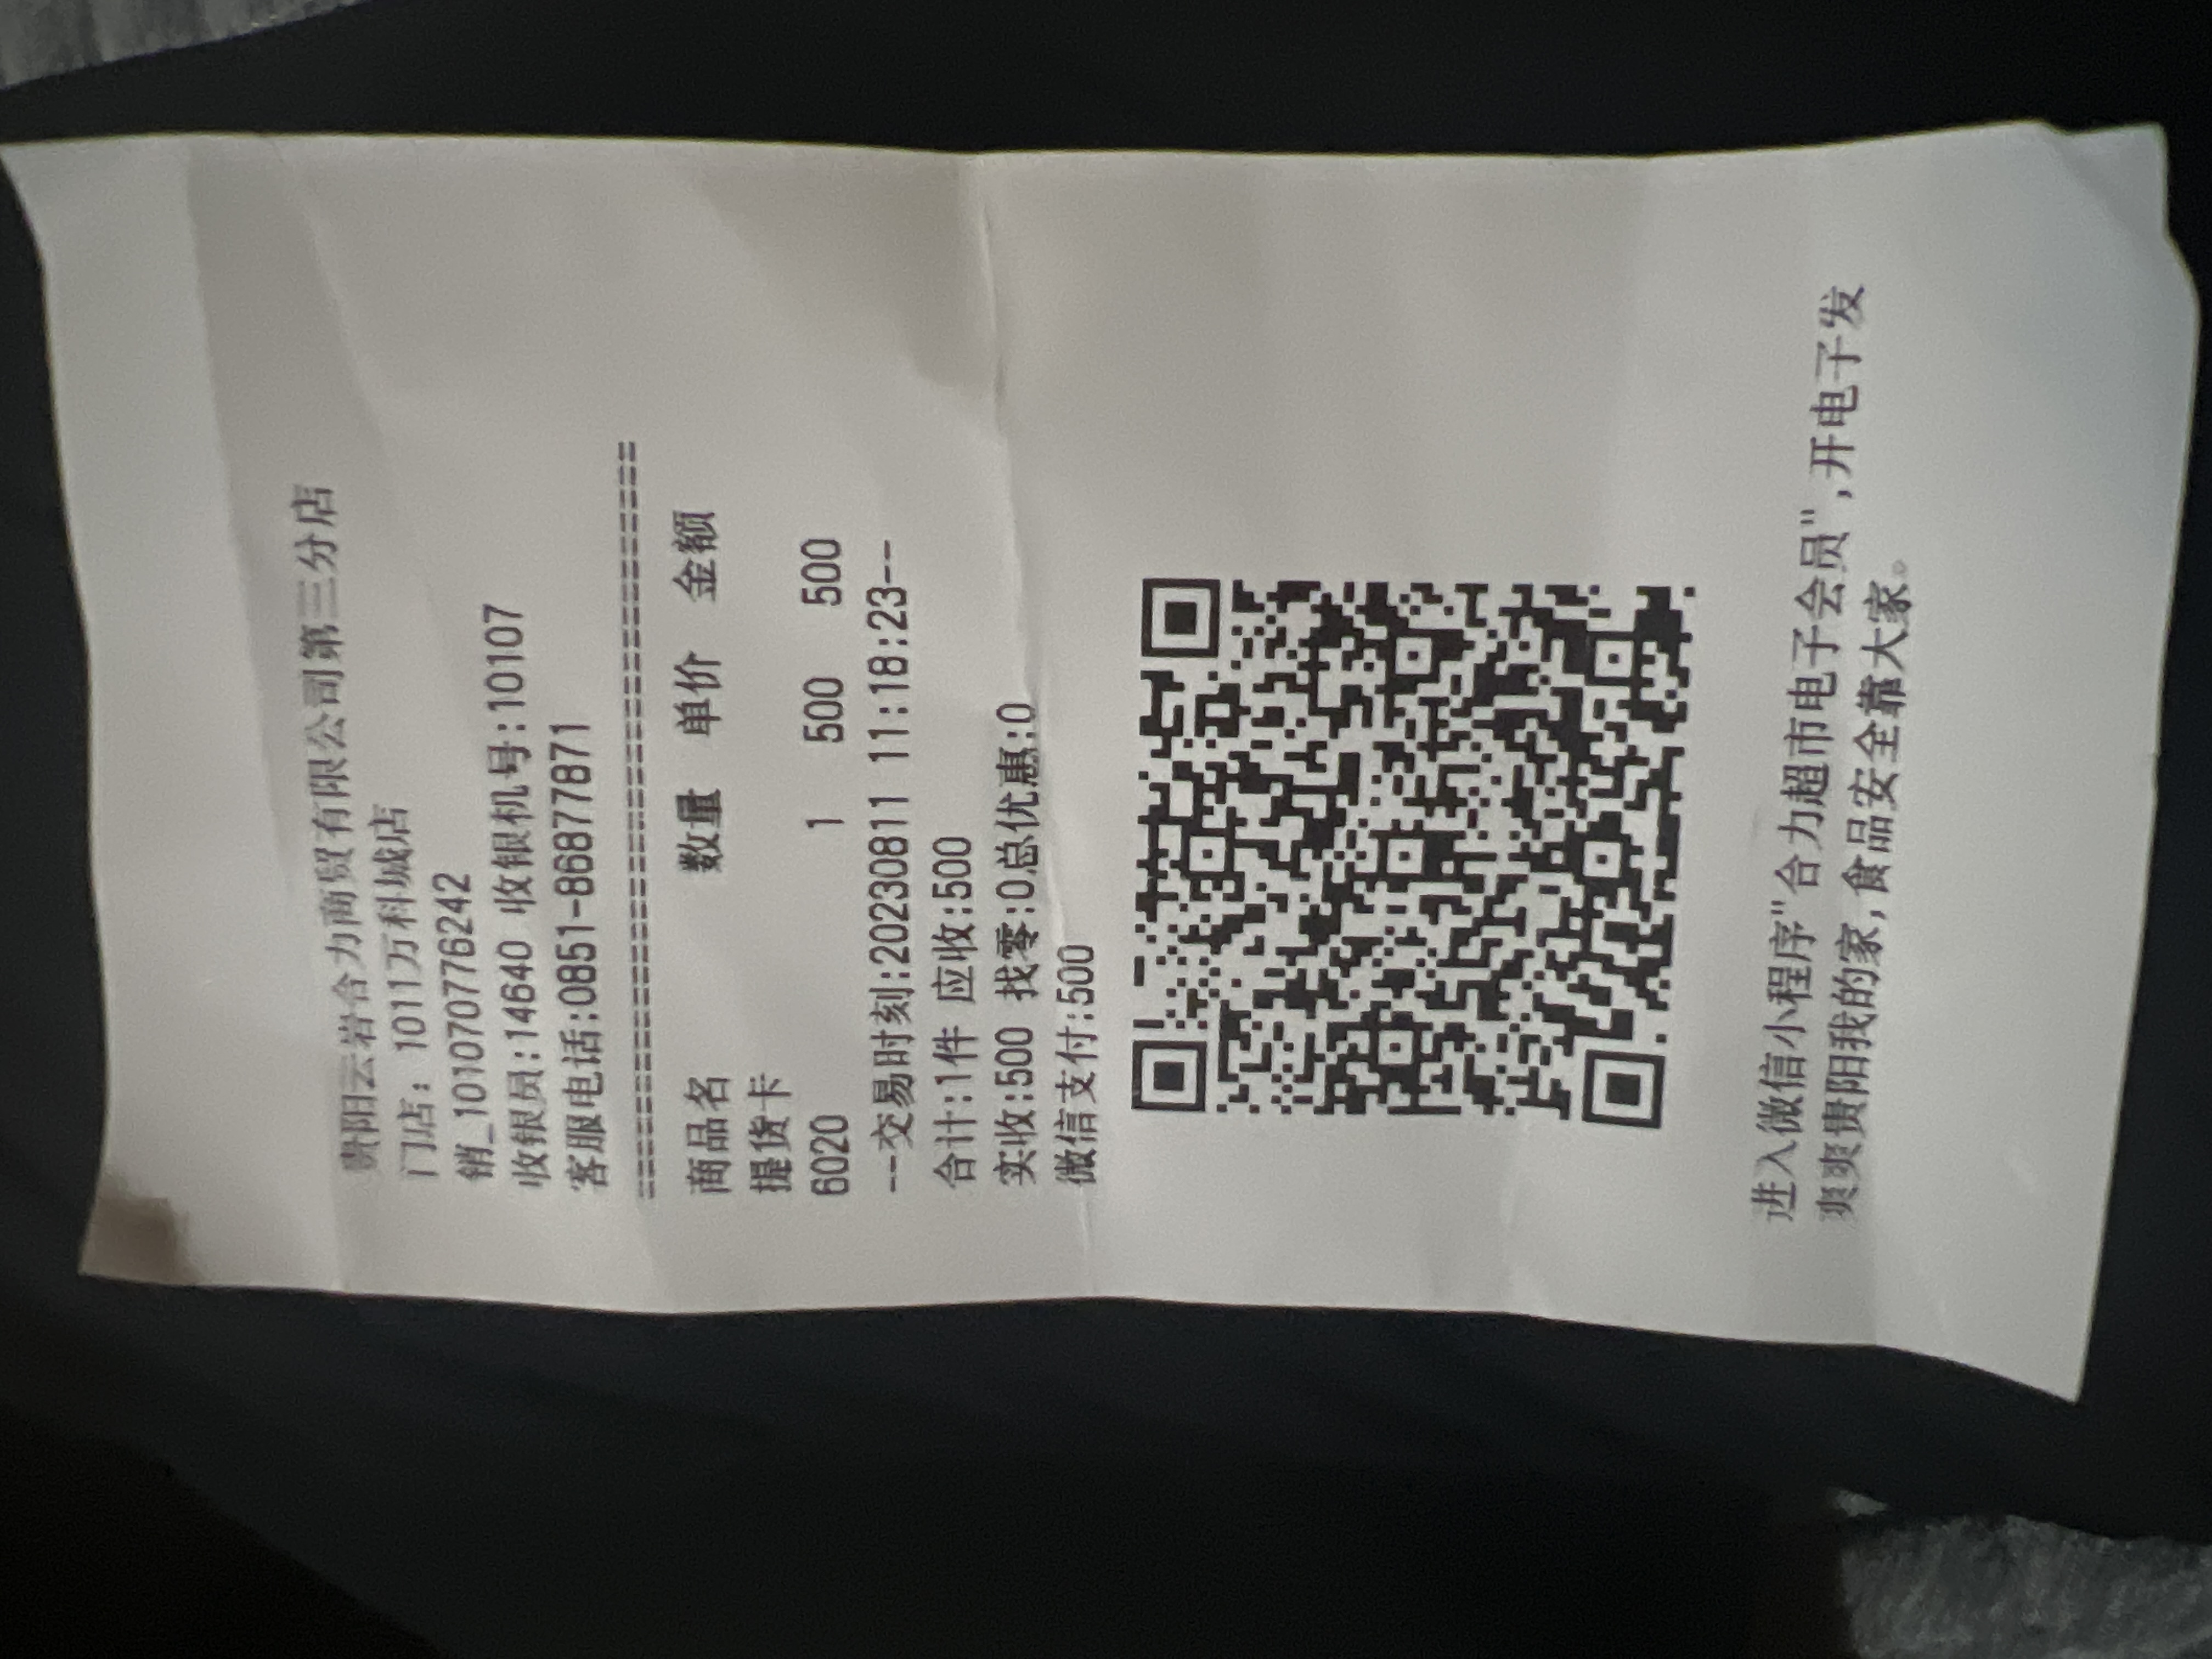 贵阳云岩合力商贸有限公司第三分店
门店：1011万科城店
销_1010707762​42
收银员:14640 收银机号:10107
客服电话:0851-86877871
================================================
商品名 数量 单价 金额
提货卡
6020 1 500 500
--交易时刻:20230811 11:18:23--
合计:1件 应收:500
实收:500 找零:0总优惠:0
微信支付:500
进入微信小程序"合力超市电子会员",开电子发
爽爽贵阳我的家,食品安全靠大家。